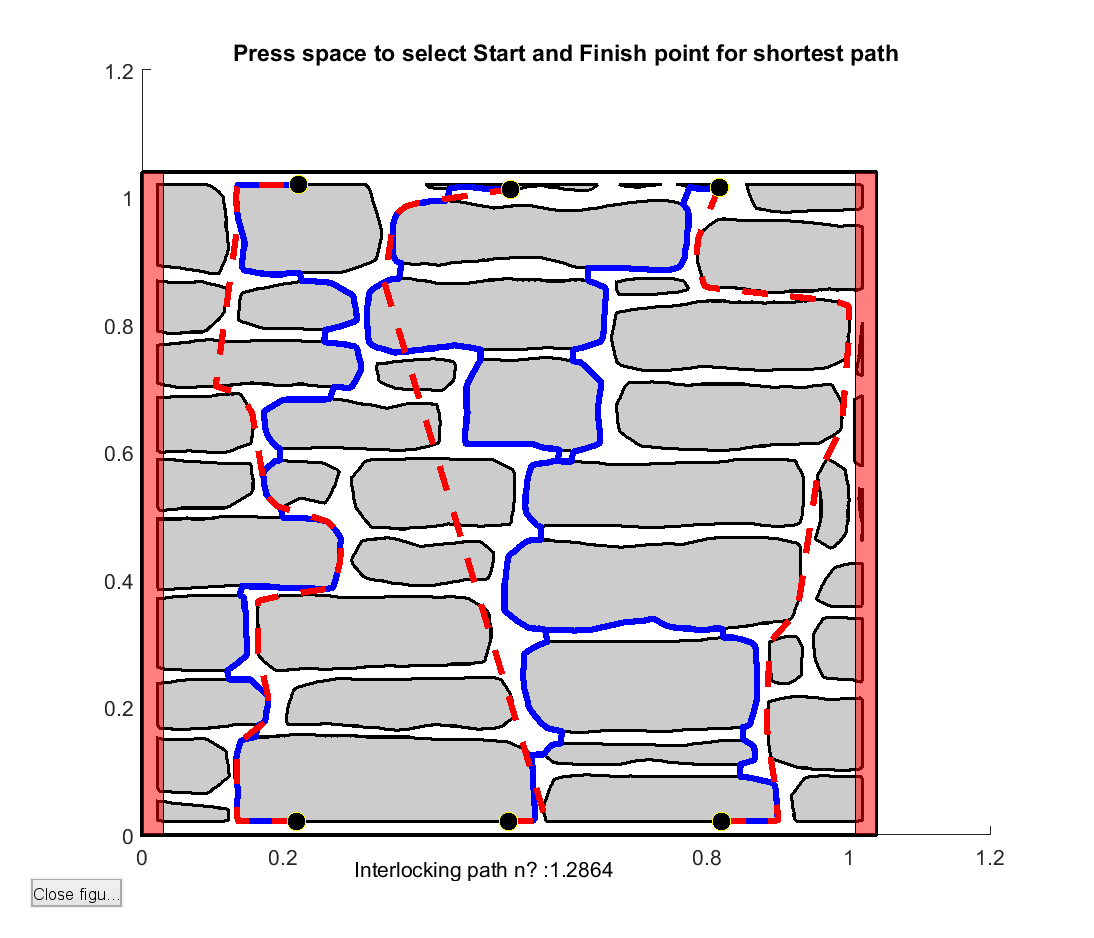 Press space to select Start and Finish point for shortest path
1.2
1
0.8
0.6
0.4
0.2
0
0 0.2 0.8 1 1.2
Interlocking path n? :1.2864
Close figu...